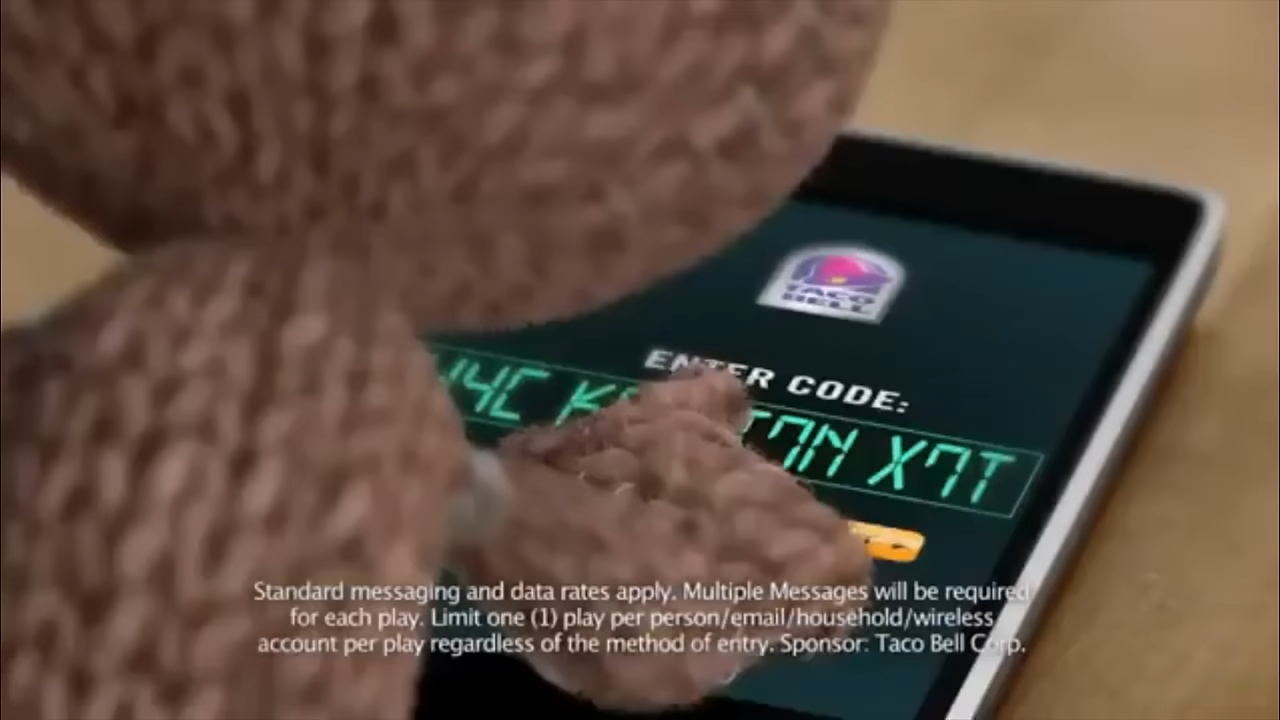 TACO
BELL
ENTER CODE:
X7T
Standard messaging and data rates apply. Multiple Messages will be required
for each play. Limit one (1) play per person/email/household/wireless
account per play regardless of the method of entry. Sponsor: Taco Bell Corp.